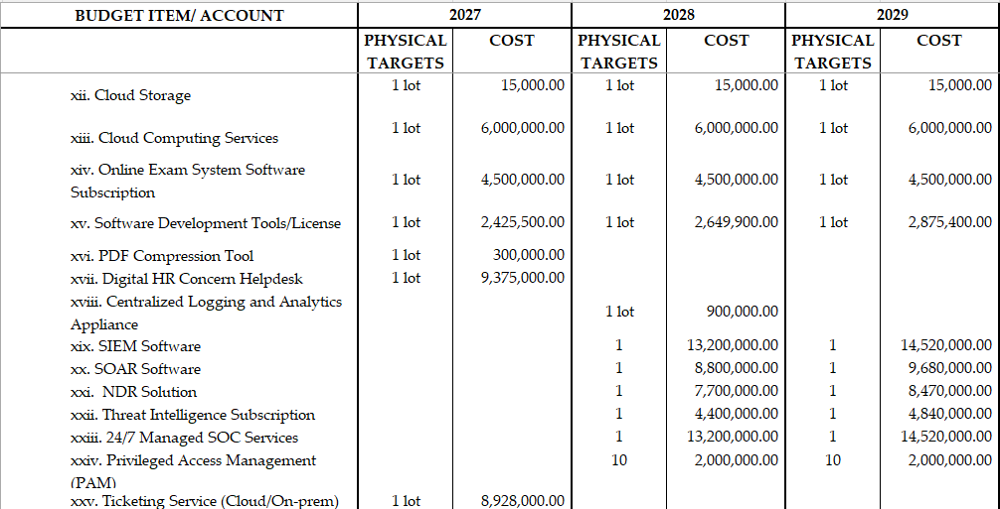 BUDGET ITEM/ ACCOUNT 2027 2028 2029
PHYSICAL TARGETS COST PHYSICAL TARGETS COST PHYSICAL TARGETS COST
xii. Cloud Storage 1 lot 15,000.00 1 lot 15,000.00 1 lot 15,000.00
xiii. Cloud Computing Services 1 lot 6,000,000.00 1 lot 6,000,000.00 1 lot 6,000,000.00
xiv. Online Exam System Software
Subscription 1 lot 4,500,000.00 1 lot 4,500,000.00 1 lot 4,500,000.00
xv. Software Development Tools/License 1 lot 2,425,500.00 1 lot 2,649,900.00 1 lot 2,875,400.00
xvi. PDF Compression Tool 1 lot 300,000.00
xvii. Digital HR Concern Helpdesk 1 lot 9,375,000.00
xviii. Centralized Logging and Analytics
Appliance 1 lot 900,000.00
xix. SIEM Software 1 13,200,000.00 1 14,520,000.00
xx. SOAR Software 1 8,800,000.00 1 9,680,000.00
xxi. NDR Solution 1 7,700,000.00 1 8,470,000.00
xxii. Threat Intelligence Subscription 1 4,400,000.00 1 4,840,000.00
xxiii. 24/7 Managed SOC Services 1 13,200,000.00 1 14,520,000.00
xxiv. Privileged Access Management 10 2,000,000.00 10 2,000,000.00
(PAM)
xxv. Ticketing Service (Cloud/On-prem) 1 lot 8,928,000.00